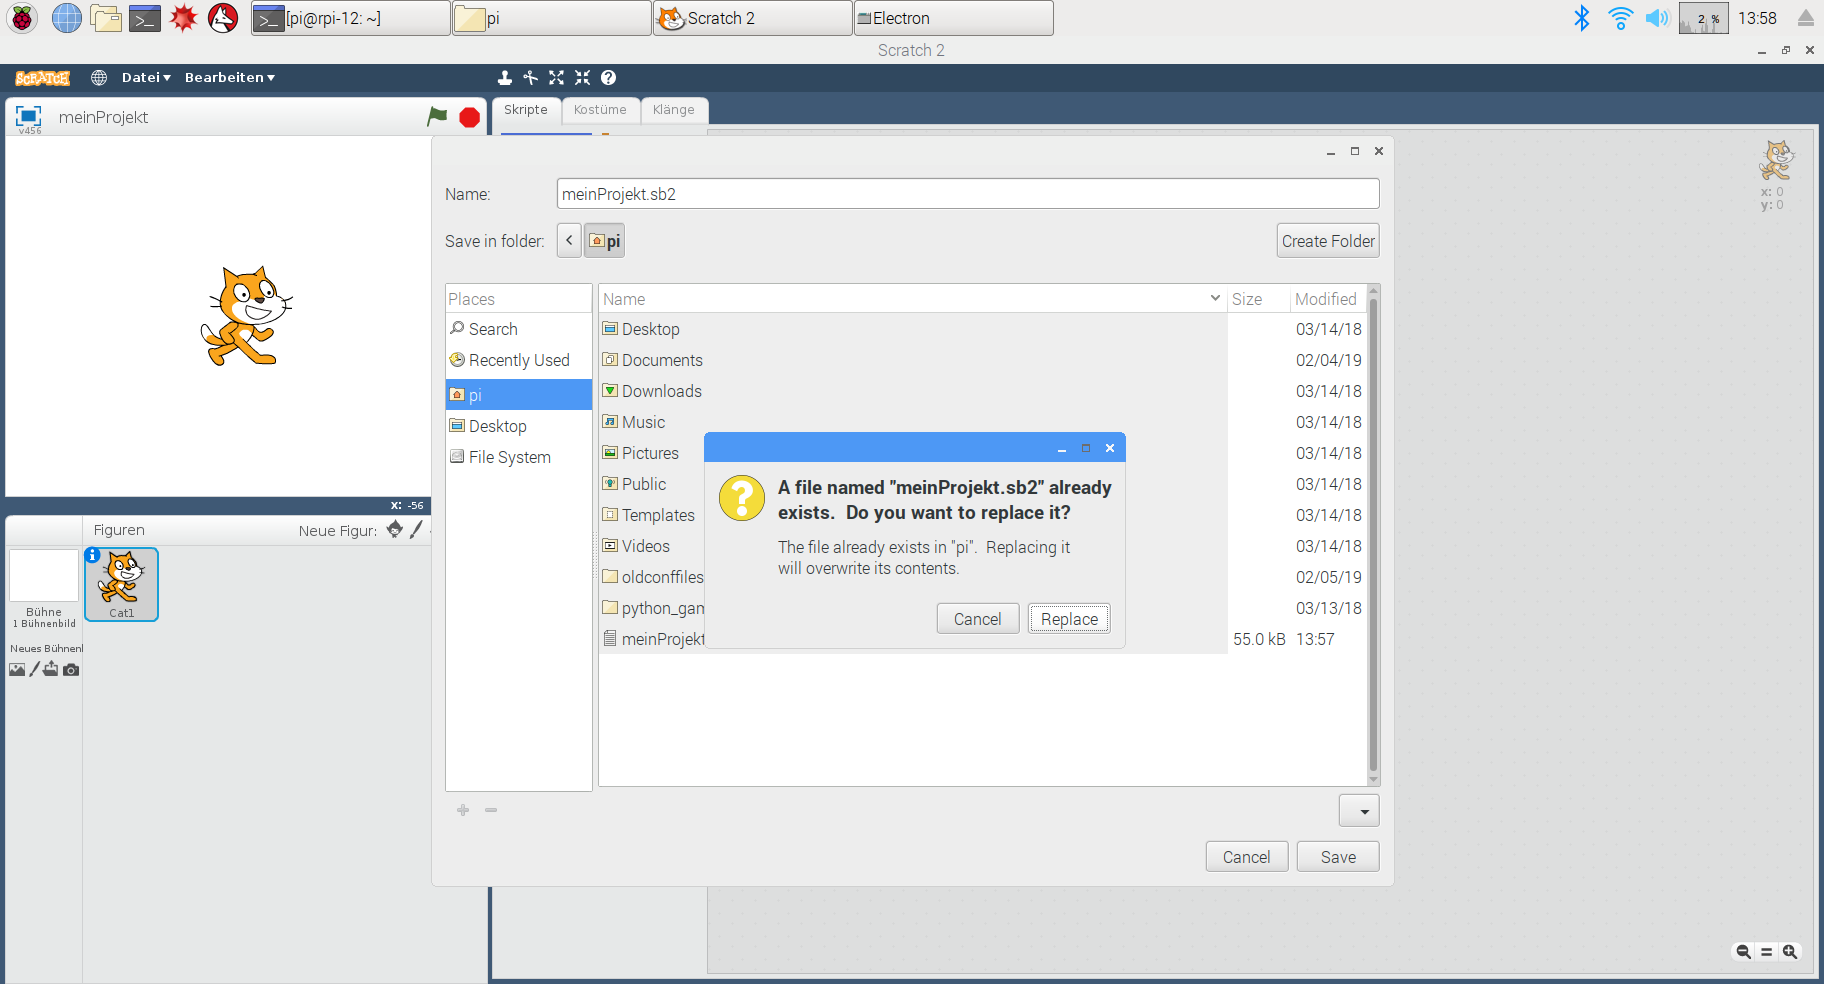 [pi@rpi-12: ~]
pi
Scratch 2
Electron
2 %
13:58
Scratch 2
SCRATCH
Datei
Bearbeiten
meinProjekt
v456
Skripte
Kostüme
Klänge
x: 0
y: 0
Name:
meinProjekt.sb2
Save in folder:
pi
Create Folder
Places
Search
Recently Used
pi
Desktop
File System
Name
Size
Modified
Desktop
03/14/18
Documents
02/04/19
Downloads
03/14/18
Music
03/14/18
Pictures
03/14/18
Public
03/14/18
Templates
03/14/18
Videos
03/14/18
oldconffiles
02/05/19
python_gam
03/13/18
meinProjekt
55.0 kB
13:57
A file named "meinProjekt.sb2" already
exists. Do you want to replace it?
The file already exists in "pi". Replacing it
will overwrite its contents.
Cancel
Replace
Cancel
Save
x: -56
Figuren
Neue Figur:
Cat1
Bühne
1 Bühnenbild
Neues Bühnenl